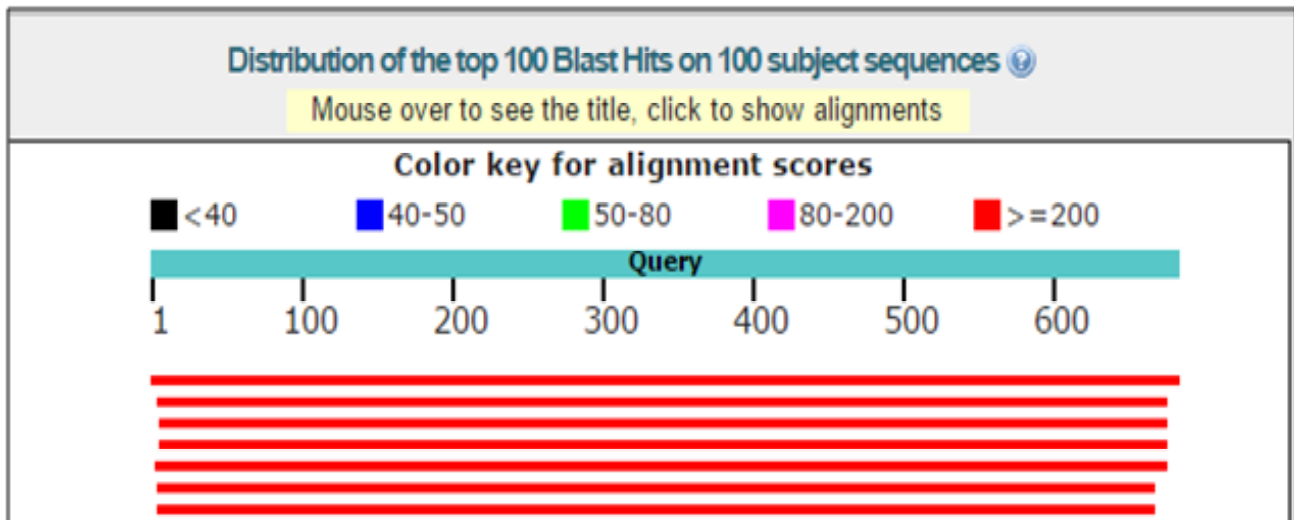 Distribution of the top 100 Blast Hits on 100 subject sequences ?
Mouse over to see the title, click to show alignments
Color key for alignment scores
<40 40-50 50-80 80-200 >=200
Query
1 100 200 300 400 500 600